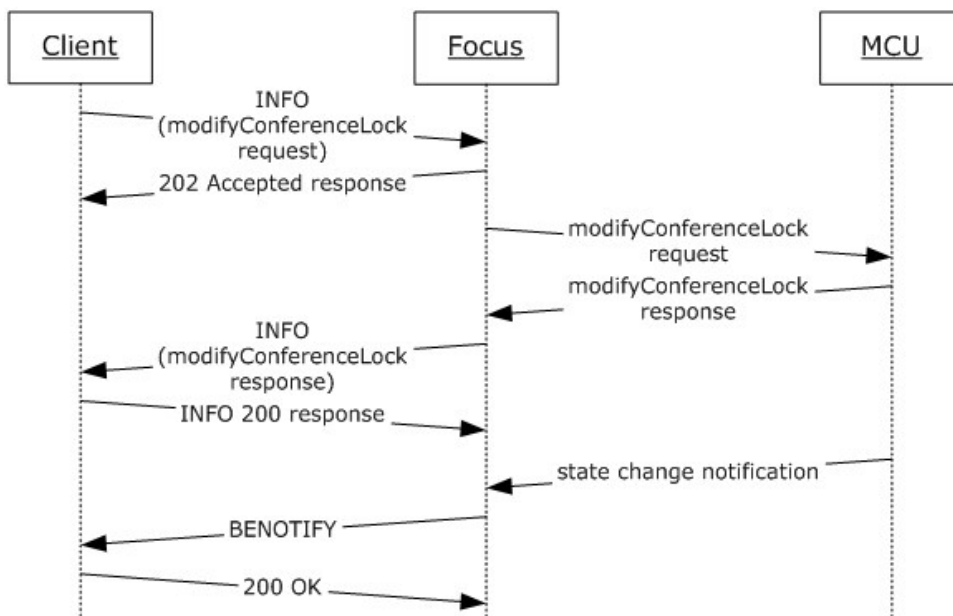 Client
Focus
MCU
INFO
(modifyConferenceLock
request)
202 Accepted response
modifyConferenceLock
request
modifyConferenceLock
response
INFO
(modifyConferenceLock
response)
INFO 200 response
state change notification
BENOTIFY
200 OK